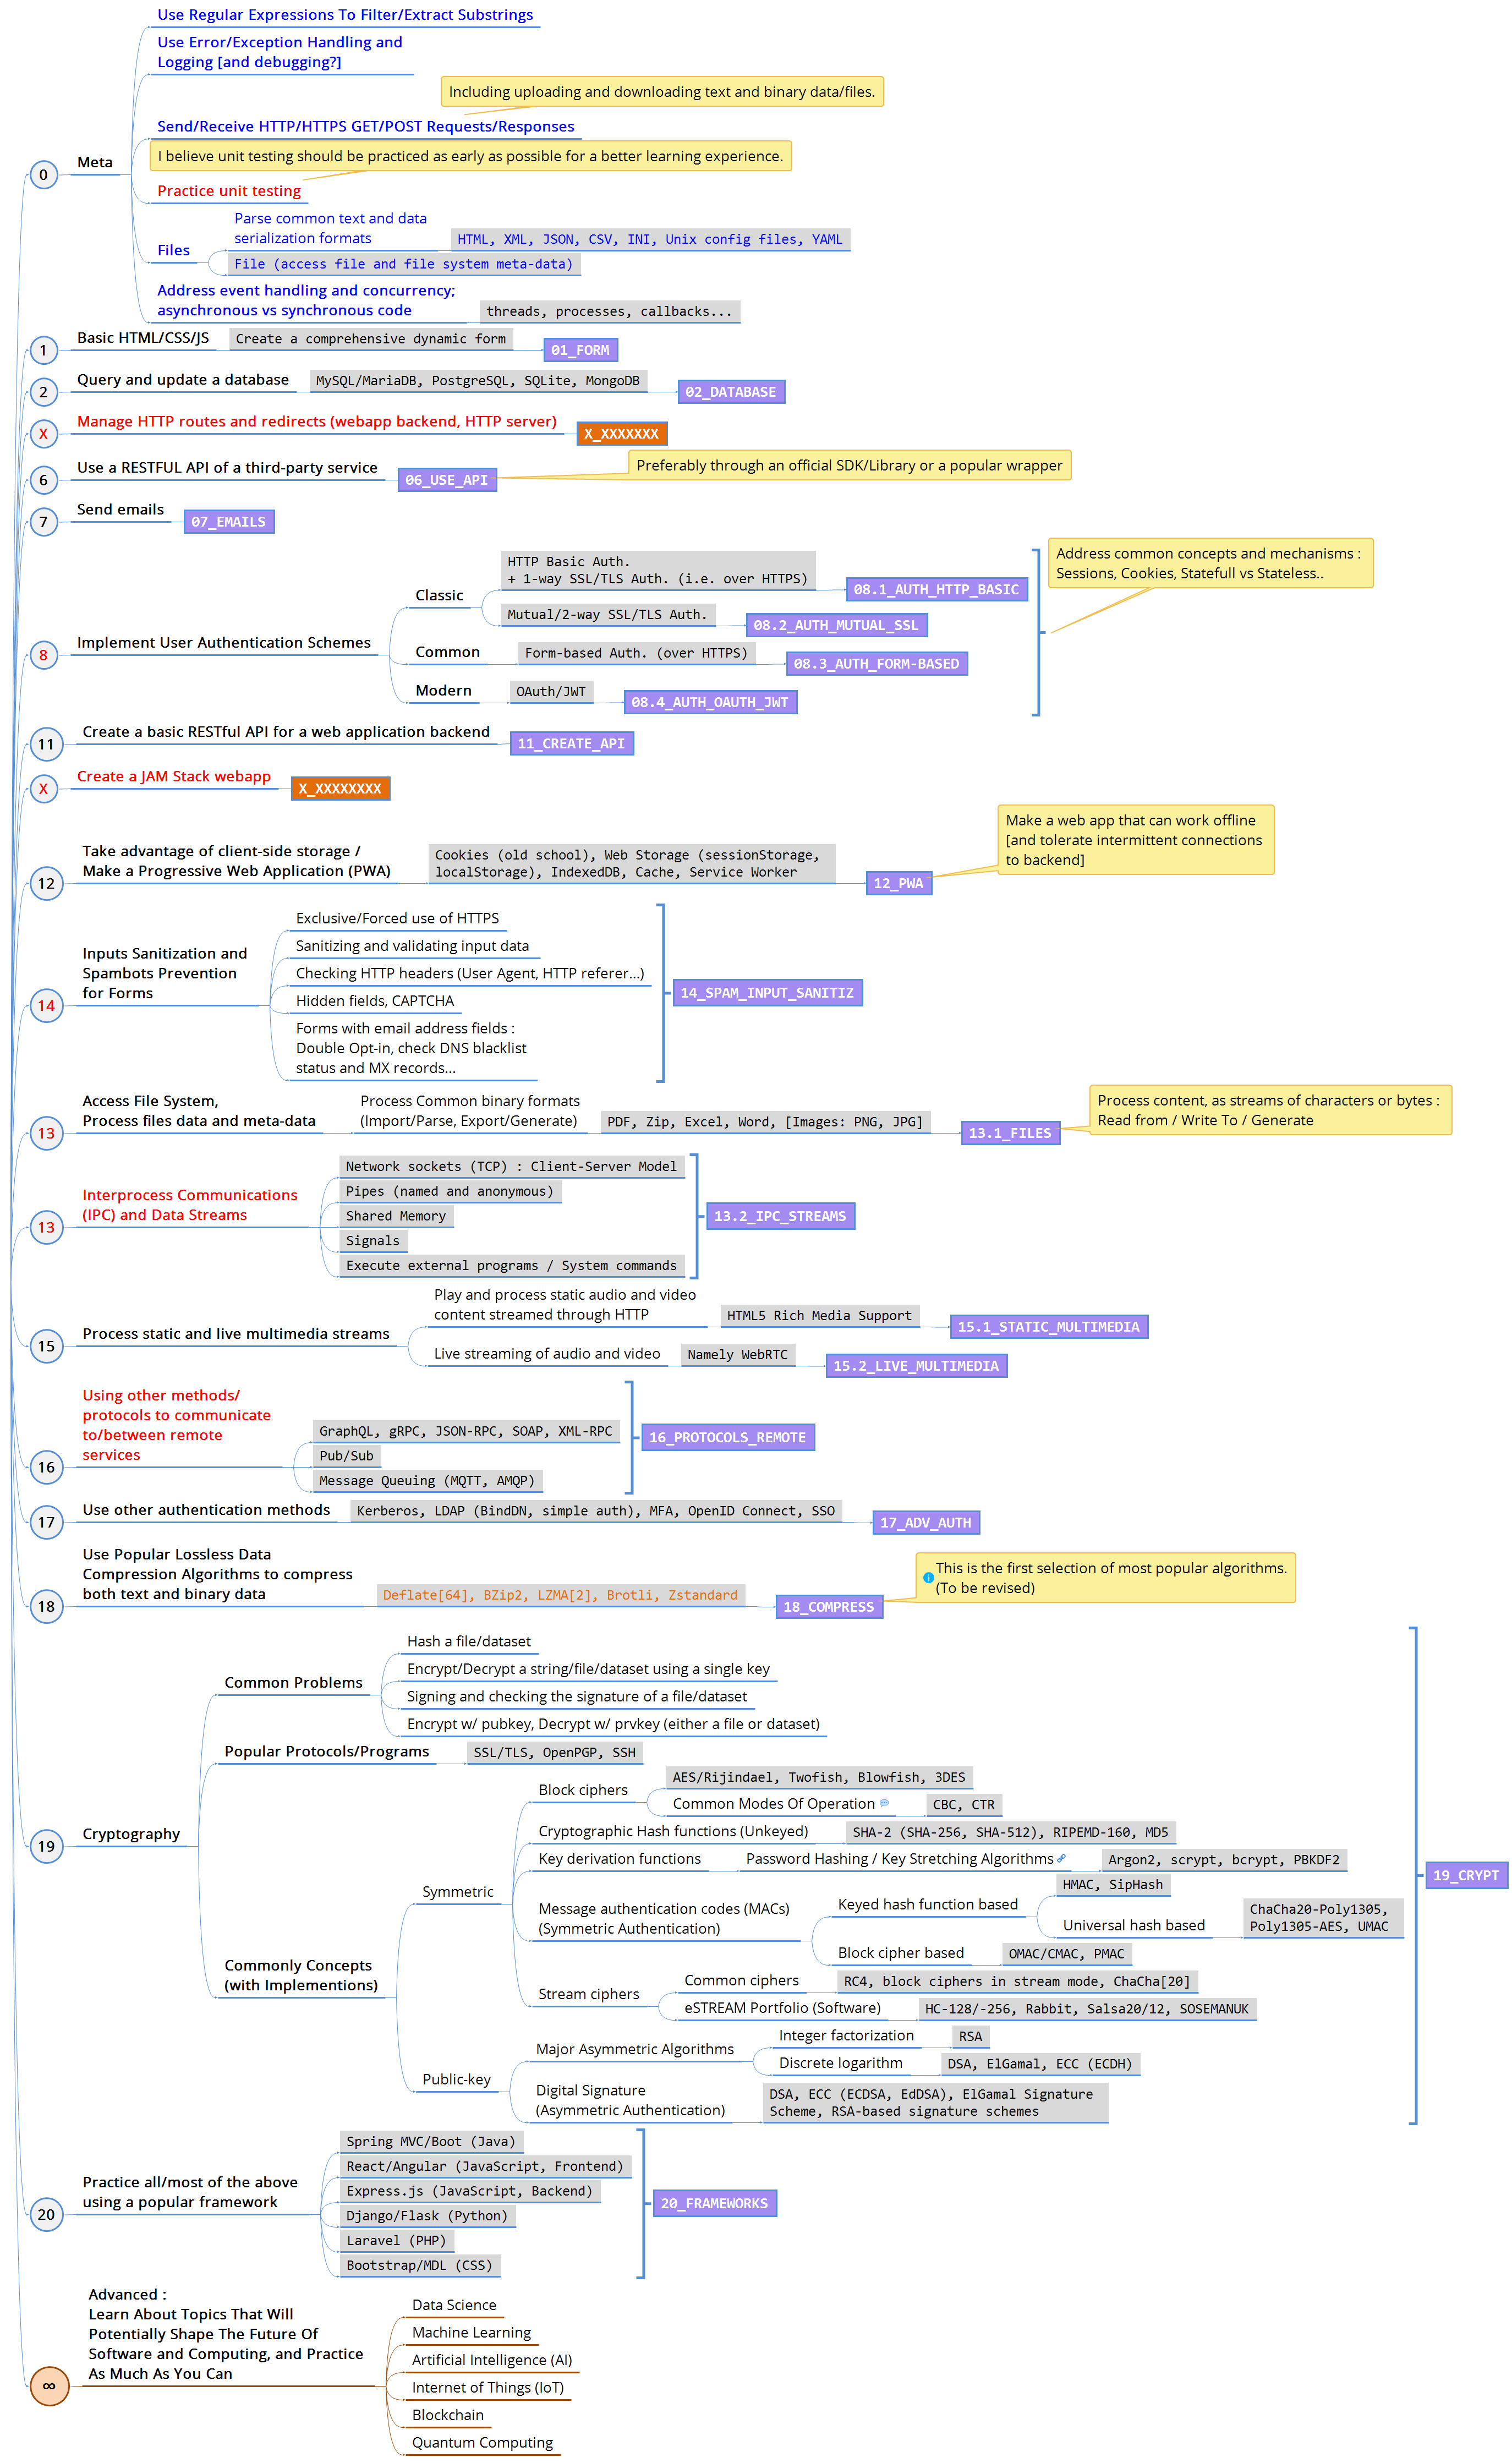 Use Regular Expressions To Filter/Extract Substrings
Use Error/Exception Handling and
Logging [and debugging?]
Including uploading and downloading text and binary data/files.
Send/Receive HTTP/HTTPS GET/POST Requests/Responses
I believe unit testing should be practiced as early as possible for a better learning experience.
0
Meta
Practice unit testing
Files
Parse common text and data
serialization formats
HTML, XML, JSON, CSV, INI, Unix config files, YAML
File (access file and file system meta-data)
Address event handling and concurrency;
asynchronous vs synchronous code
threads, processes, callbacks...
1
Basic HTML/CSS/JS
Create a comprehensive dynamic form
01_FORM
2
Query and update a database
MySQL/MariaDB, PostgreSQL, SQLite, MongoDB
02_DATABASE
X
Manage HTTP routes and redirects (webapp backend, HTTP server)
X_XXXXXXX
6
Use a RESTFUL API of a third-party service
06_USE_API
Preferably through an official SDK/Library or a popular wrapper
7
Send emails
07_EMAILS
8
Implement User Authentication Schemes
Classic
HTTP Basic Auth.
+ 1-way SSL/TLS Auth. (i.e. over HTTPS)
08.1_AUTH_HTTP_BASIC
Mutual/2-way SSL/TLS Auth.
08.2_AUTH_MUTUAL_SSL
Common
Form-based Auth. (over HTTPS)
08.3_AUTH_FORM-BASED
Modern
OAuth/JWT
08.4_AUTH_OAUTH_JWT
Address common concepts and mechanisms :
Sessions, Cookies, Statefull vs Stateless..
11
Create a basic RESTful API for a web application backend
11_CREATE_API
X
Create a JAM Stack webapp
X_XXXXXXXX
12
Take advantage of client-side storage /
Make a Progressive Web Application (PWA)
Cookies (old school), Web Storage (sessionStorage,
localStorage), IndexedDB, Cache, Service Worker
12_PWA
Make a web app that can work offline
[and tolerate intermittent connections
to backend]
14
Inputs Sanitization and
Spambots Prevention
for Forms
Exclusive/Forced use of HTTPS
Sanitizing and validating input data
Checking HTTP headers (User Agent, HTTP referer...)
Hidden fields, CAPTCHA
Forms with email address fields :
Double Opt-in, check DNS blacklist
status and MX records...
14_SPAM_INPUT_SANITIZ
13
Access File System,
Process files data and meta-data
Process Common binary formats
(Import/Parse, Export/Generate)
PDF, Zip, Excel, Word, [Images: PNG, JPG]
13.1_FILES
Process content, as streams of characters or bytes :
Read from / Write To / Generate
13
Interprocess Communications
(IPC) and Data Streams
Network sockets (TCP) : Client-Server Model
Pipes (named and anonymous)
Shared Memory
Signals
Execute external programs / System commands
13.2_IPC_STREAMS
15
Process static and live multimedia streams
Play and process static audio and video
content streamed through HTTP
HTML5 Rich Media Support
15.1_STATIC_MULTIMEDIA
Live streaming of audio and video
Namely WebRTC
15.2_LIVE_MULTIMEDIA
16
Using other methods/
protocols to communicate
to/between remote
services
GraphQL, gRPC, JSON-RPC, SOAP, XML-RPC
Pub/Sub
Message Queuing (MQTT, AMQP)
16_PROTOCOLS_REMOTE
17
Use other authentication methods
Kerberos, LDAP (BindDN, simple auth), MFA, OpenID Connect, SSO
17_ADV_AUTH
18
Use Popular Lossless Data
Compression Algorithms to compress
both text and binary data
Deflate[64], BZip2, LZMA[2], Brotli, Zstandard
18_COMPRESS
This is the first selection of most popular algorithms.
(To be revised)
19
Cryptography
Common Problems
Hash a file/dataset
Encrypt/Decrypt a string/file/dataset using a single key
Signing and checking the signature of a file/dataset
Encrypt w/ pubkey, Decrypt w/ prvkey (either a file or dataset)
Popular Protocols/Programs
SSL/TLS, OpenPGP, SSH
Commonly Concepts
(with Implementions)
Symmetric
Block ciphers
AES/Rijindael, Twofish, Blowfish, 3DES
Common Modes Of Operation
CBC, CTR
Cryptographic Hash functions (Unkeyed)
SHA-2 (SHA-256, SHA-512), RIPEMD-160, MD5
Key derivation functions
Password Hashing / Key Stretching Algorithms
Argon2, scrypt, bcrypt, PBKDF2
Message authentication codes (MACs)
(Symmetric Authentication)
Keyed hash function based
HMAC, SipHash
Universal hash based
ChaCha20-Poly1305,
Poly1305-AES, UMAC
Block cipher based
OMAC/CMAC, PMAC
Stream ciphers
Common ciphers
RC4, block ciphers in stream mode, ChaCha[20]
eSTREAM Portfolio (Software)
HC-128/-256, Rabbit, Salsa20/12, SOSEMANUK
Public-key
Major Asymmetric Algorithms
Integer factorization
RSA
Discrete logarithm
DSA, ElGamal, ECC (ECDH)
Digital Signature
(Asymmetric Authentication)
DSA, ECC (ECDSA, EdDSA), ElGamal Signature
Scheme, RSA-based signature schemes
19_CRYPT
20
Practice all/most of the above
using a popular framework
Spring MVC/Boot (Java)
React/Angular (JavaScript, Frontend)
Express.js (JavaScript, Backend)
Django/Flask (Python)
Laravel (PHP)
Bootstrap/MDL (CSS)
20_FRAMEWORKS
∞
Advanced :
Learn About Topics That Will
Potentially Shape The Future Of
Software and Computing, and Practice
As Much As You Can
Data Science
Machine Learning
Artificial Intelligence (AI)
Internet of Things (IoT)
Blockchain
Quantum Computing